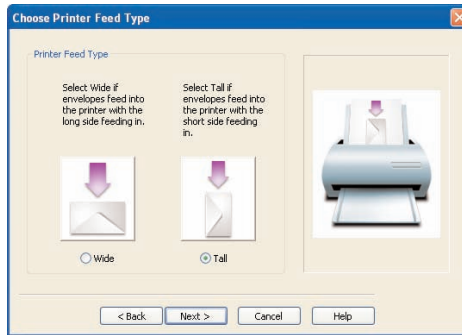 Choose Printer Feed Type
Printer Feed Type
Select Wide if
envelopes feed into
the printer with the
long side feeding in.
Select Tall if
envelopes feed into
the printer with the
short side feeding
in.
Wide
Tall
< Back
Next >
Cancel
Help